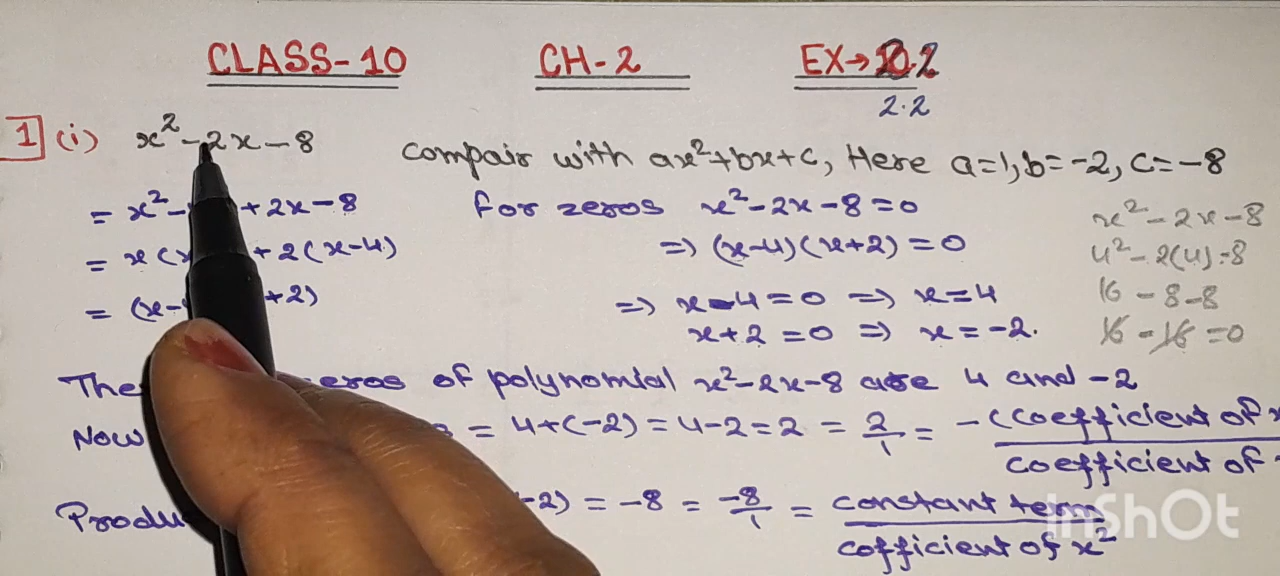 CLASS-10 CH-2 EX→2.2
2.2
1 (i) x² - 2x - 8 compair with ax²+bx+c, Here a=1, b=-2, c=-8
= x² - + 2x - 8 For zeros x²-2x-8=0
= x(x + 2(x-4) => (x-4)(x+2)=0
= (x- +2) => x-4=0 => x=4
x+2=0 => x=-2.
x²-2x-8
4²-2(4)-8
16-8-8
16-16=0
The eros of polynomial x²-2x-8 are 4 and -2
Now = 4+(-2)=4-2=2 = 2/1 = -(Coefficient of x / coefficient of
Produ -2) = -8 = -8/1 = constant term / cofficient of x²
InShOt